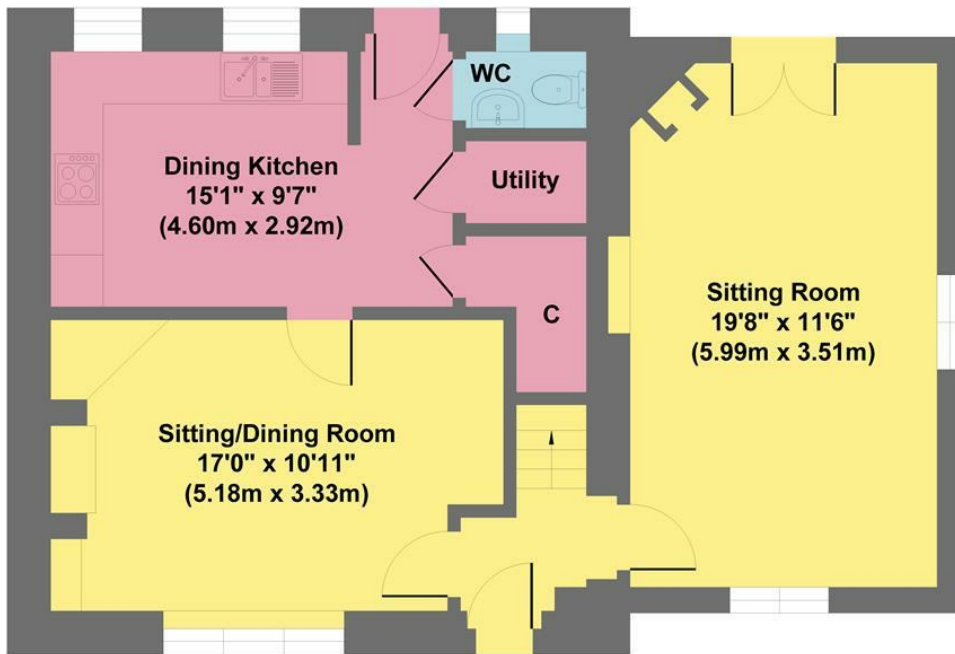 WC
Dining Kitchen
15'1" x 9'7"
(4.60m x 2.92m)
Utility
C
Sitting Room
19'8" x 11'6"
(5.99m x 3.51m)
Sitting/Dining Room
17'0" x 10'11"
(5.18m x 3.33m)